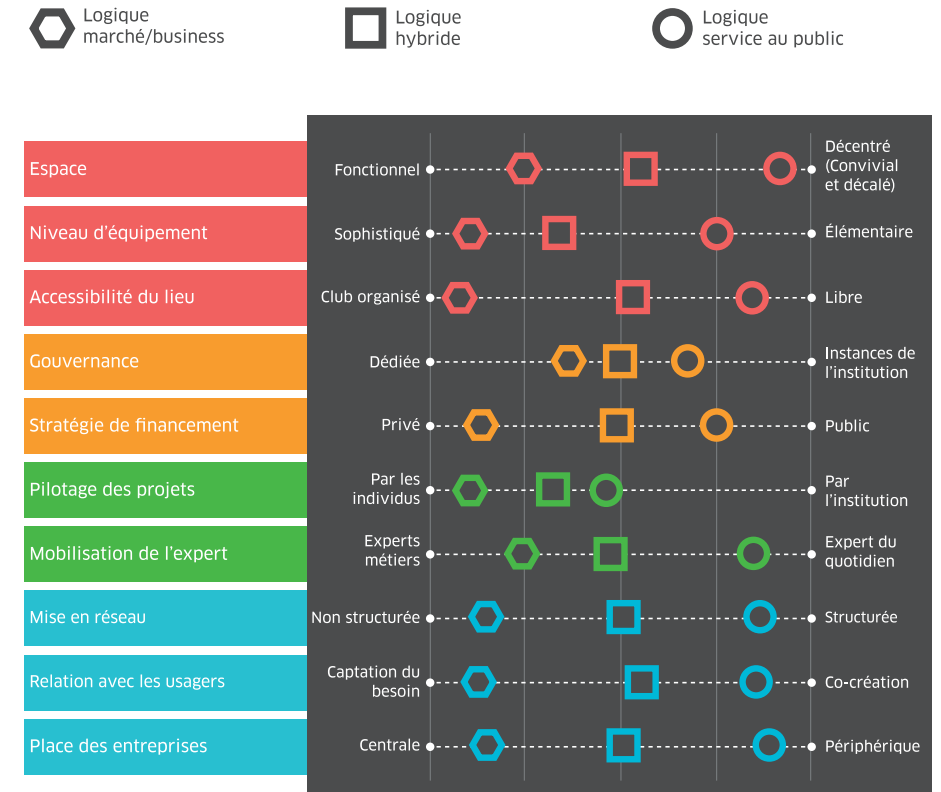 Logique
marché/business
Logique
hybride
Logique
service au public
Espace
Fonctionnel
Décentré
(Convivial
et décalé)
Niveau d'équipement
Sophistiqué
Élémentaire
Accessibilité du lieu
Club organisé
Libre
Gouvernance
Dédiée
Instances de
l'institution
Stratégie de financement
Privé
Public
Pilotage des projets
Par les
individus
Par
l'institution
Mobilisation de l'expert
Experts
métiers
Expert du
quotidien
Mise en réseau
Non structurée
Structurée
Relation avec les usagers
Captation du
besoin
Co-création
Place des entreprises
Centrale
Périphérique